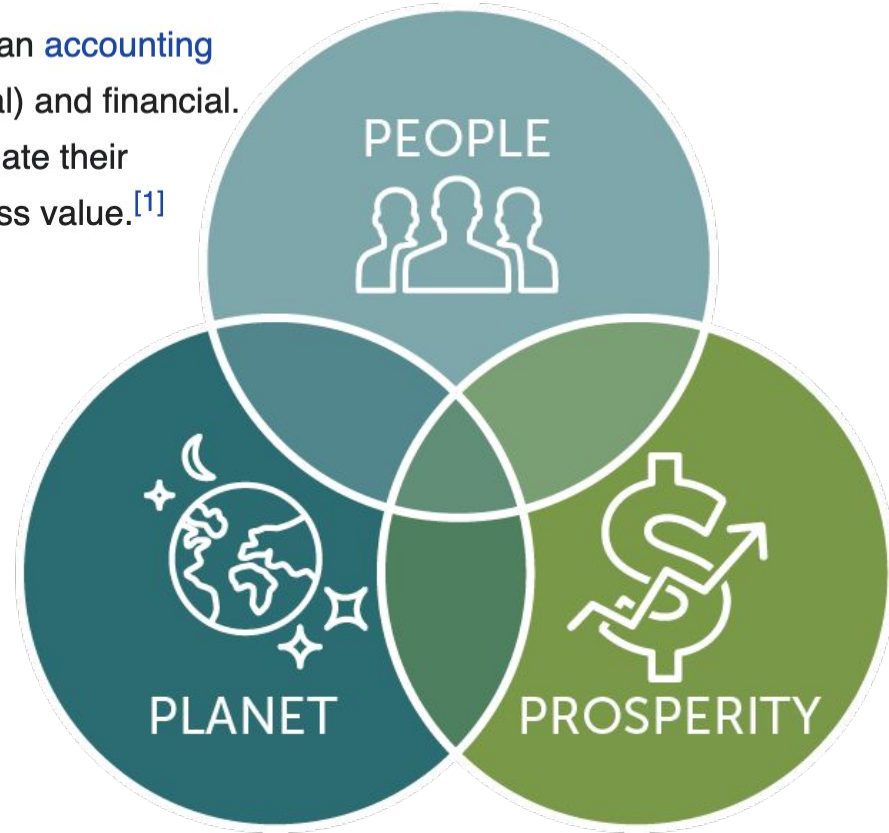 an accounting
al) and financial.
ate their
ss value.[1]
PEOPLE
PLANET
PROSPERITY